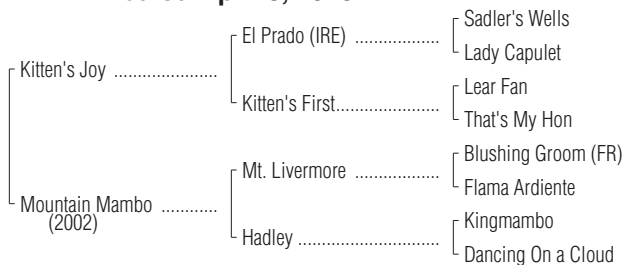 Sadler's Wells
El Prado (IRE) ...................
Lady Capulet
Kitten's Joy .......................
Lear Fan
Kitten's First.......................
That's My Hon
Blushing Groom (FR)
Mt. Livermore ...................
Flama Ardiente
Mountain Mambo ............
(2002)
Kingmambo
Hadley ...............................
Dancing On a Cloud